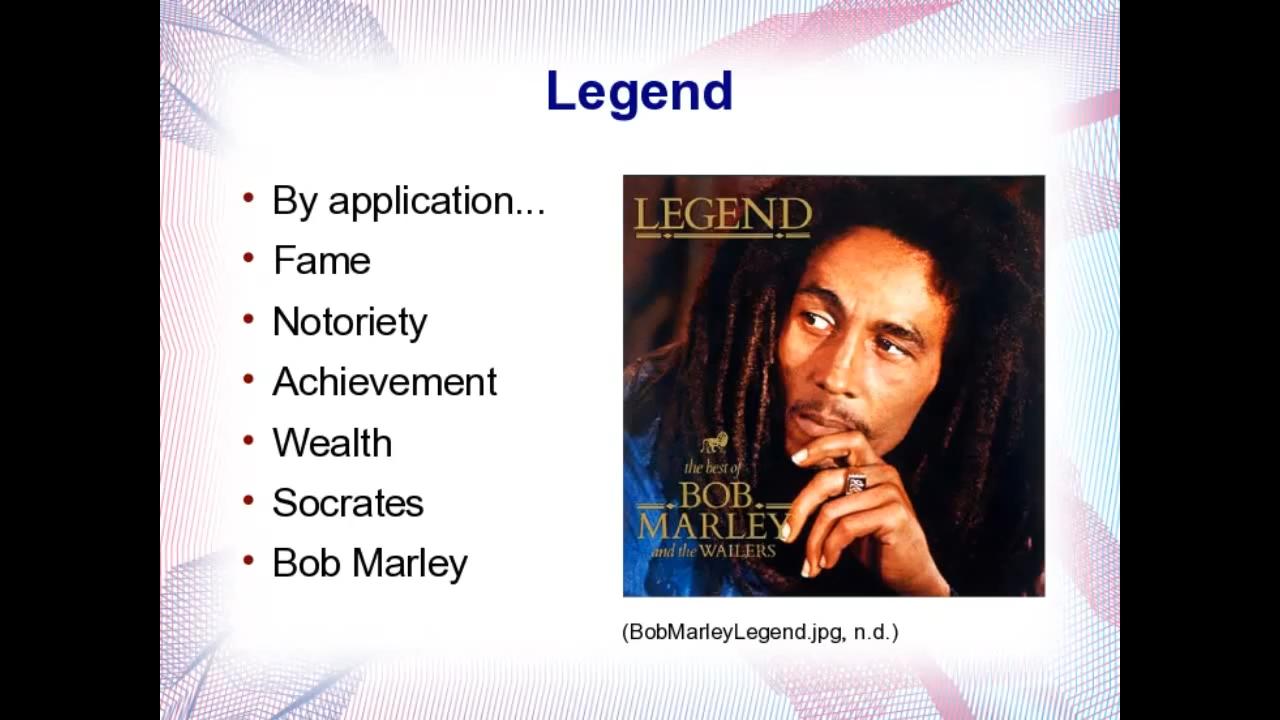 Legend
• By application...
• Fame
• Notoriety
• Achievement
• Wealth
• Socrates
• Bob Marley
LEGEND
the best of
BOB
MARLEY
and the WAILERS
(BobMarleyLegend.jpg, n.d.)